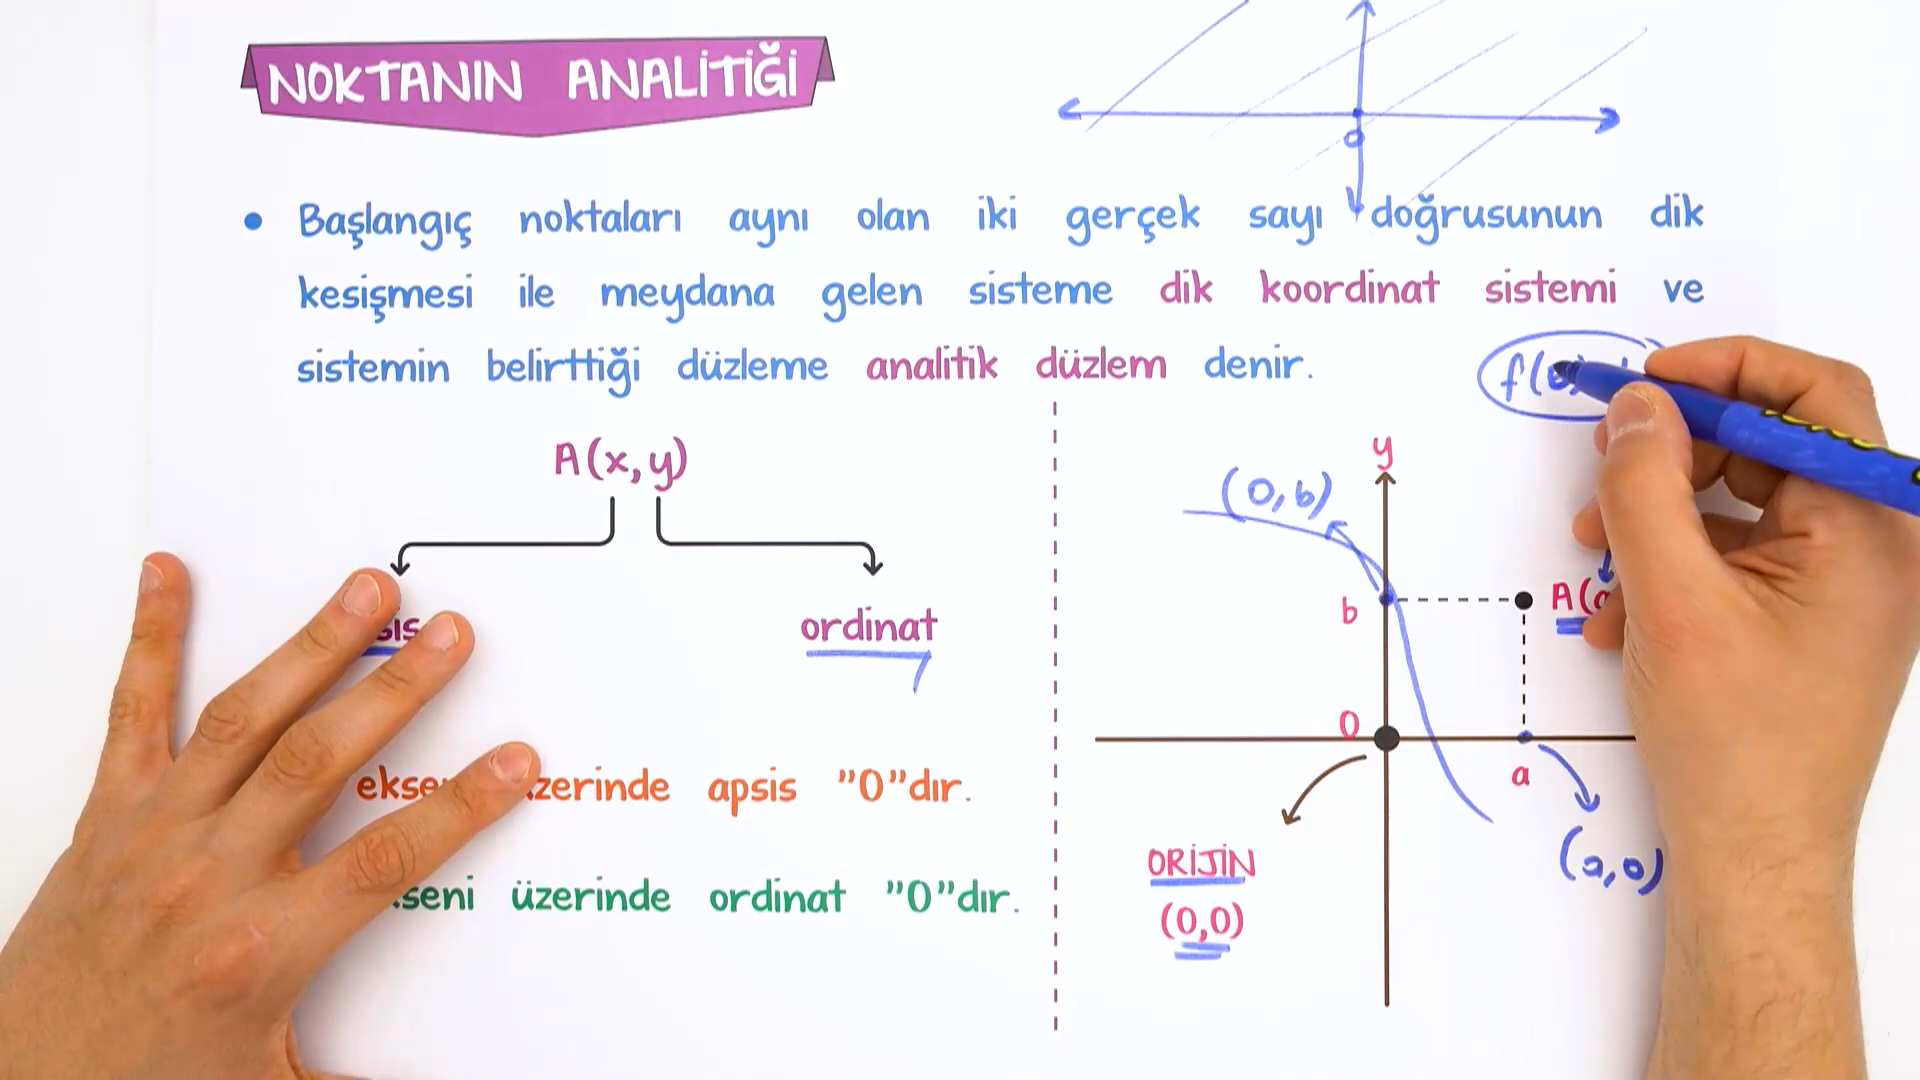 NOKTANIN ANALİTİĞİ
0
• Başlangıç noktaları aynı olan iki gerçek sayı doğrusunun dik
kesişmesi ile meydana gelen sisteme dik koordinat sistemi ve
sistemin belirttiği düzleme analitik düzlem denir.
A(x, y)
ordinat
üzerinde apsis "0"dır.
üzerinde ordinat "0"dır.
y
(0, b)
b
A(
0
a
(a, 0)
ORİJİN
(0,0)